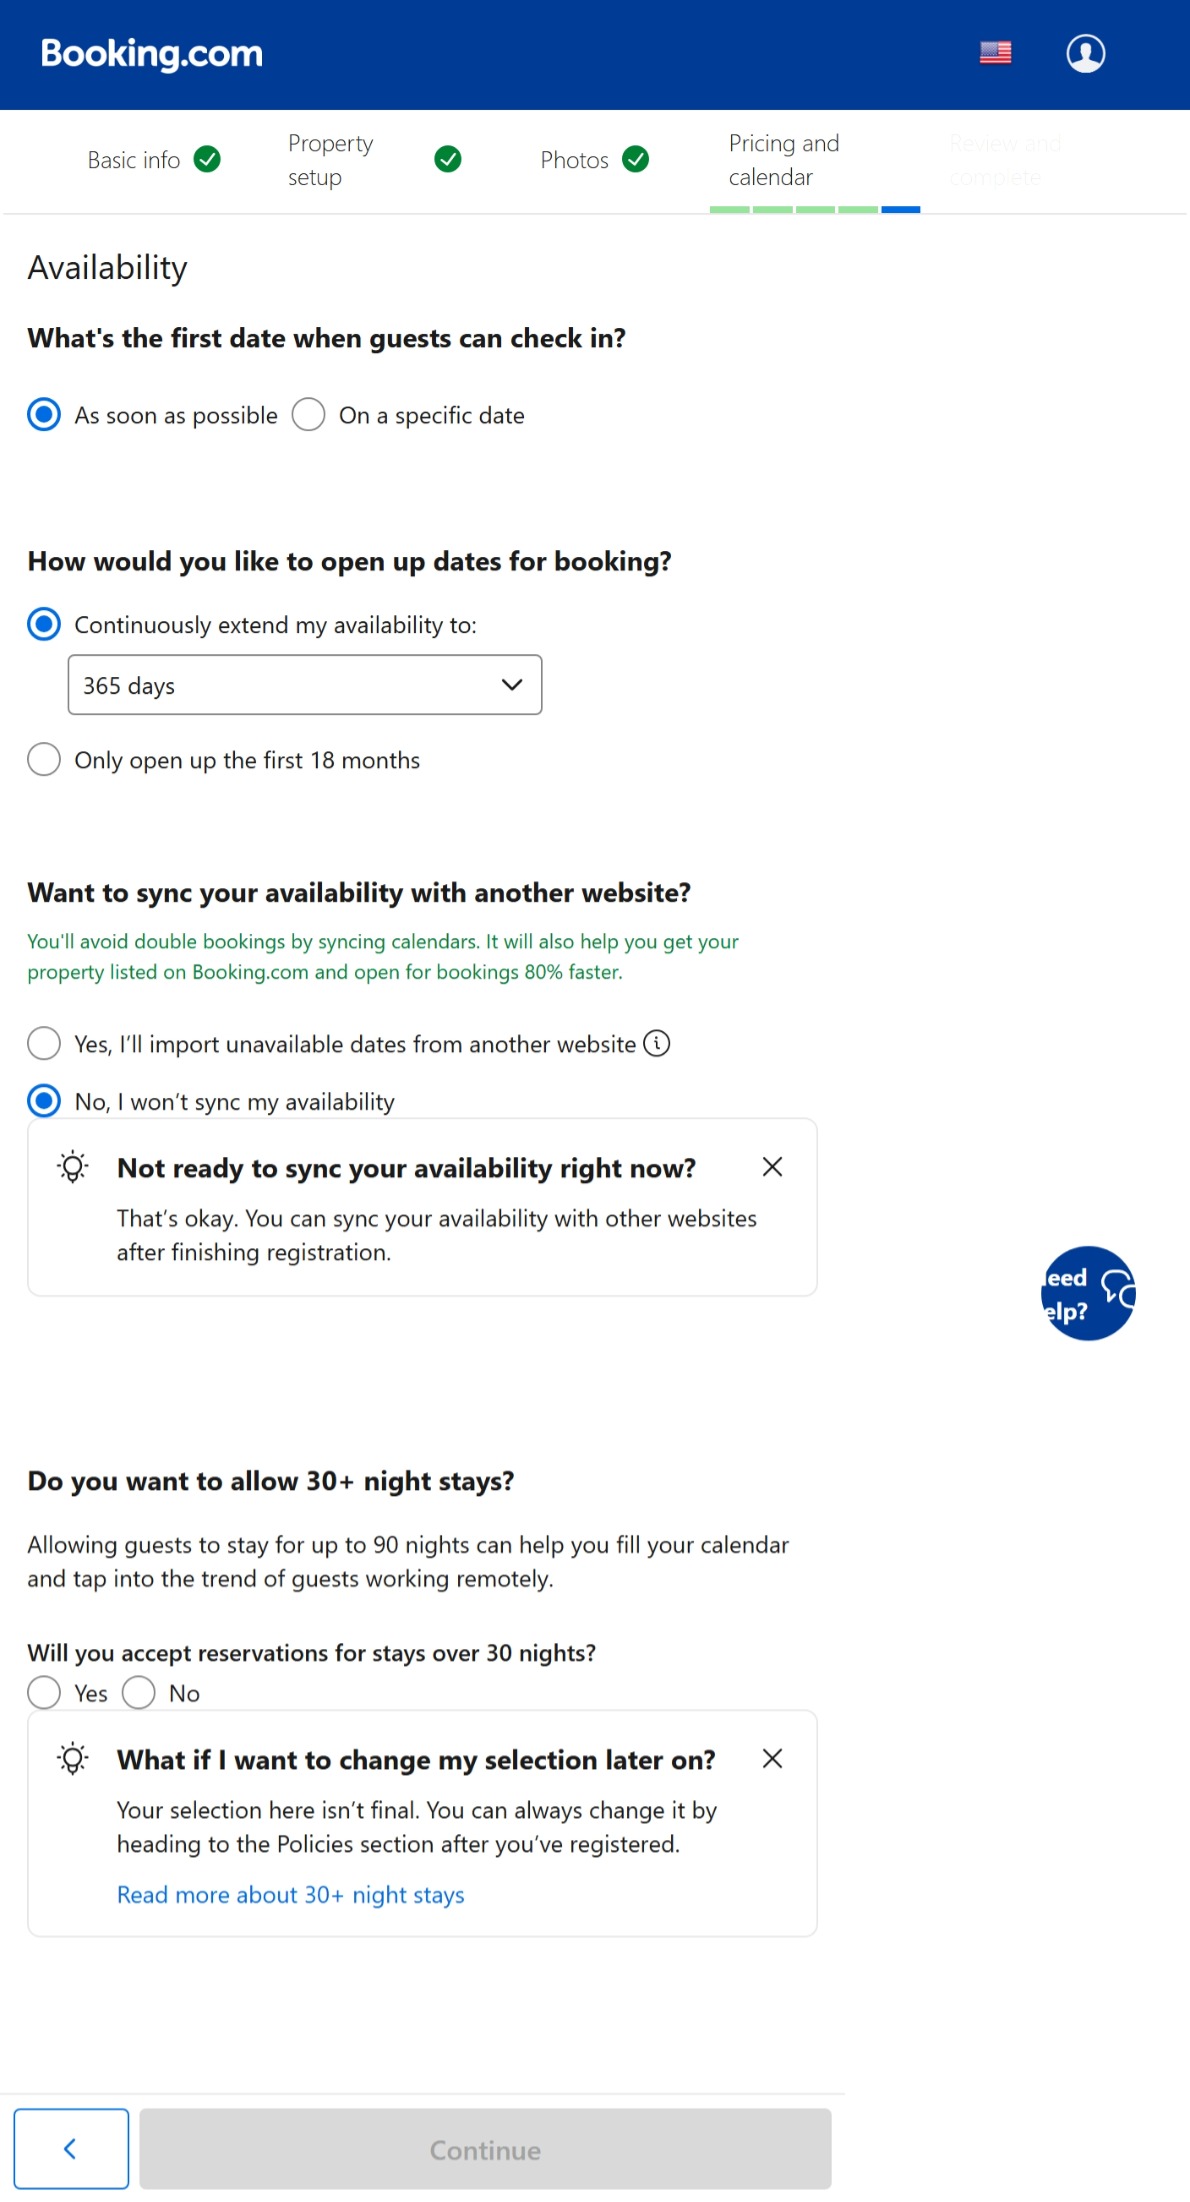 Booking.com
Basic info
Property
setup
Photos
Pricing and
calendar
Review and
complete
Availability
What's the first date when guests can check in?
As soon as possible
On a specific date
How would you like to open up dates for booking?
Continuously extend my availability to:
365 days
Only open up the first 18 months
Want to sync your availability with another website?
You'll avoid double bookings by syncing calendars. It will also help you get your
property listed on Booking.com and open for bookings 80% faster.
Yes, I’ll import unavailable dates from another website
No, I won’t sync my availability
Not ready to sync your availability right now?
That’s okay. You can sync your availability with other websites
after finishing registration.
eed
elp?
Do you want to allow 30+ night stays?
Allowing guests to stay for up to 90 nights can help you fill your calendar
and tap into the trend of guests working remotely.
Will you accept reservations for stays over 30 nights?
Yes
No
What if I want to change my selection later on?
Your selection here isn’t final. You can always change it by
heading to the Policies section after you’ve registered.
Read more about 30+ night stays
Continue